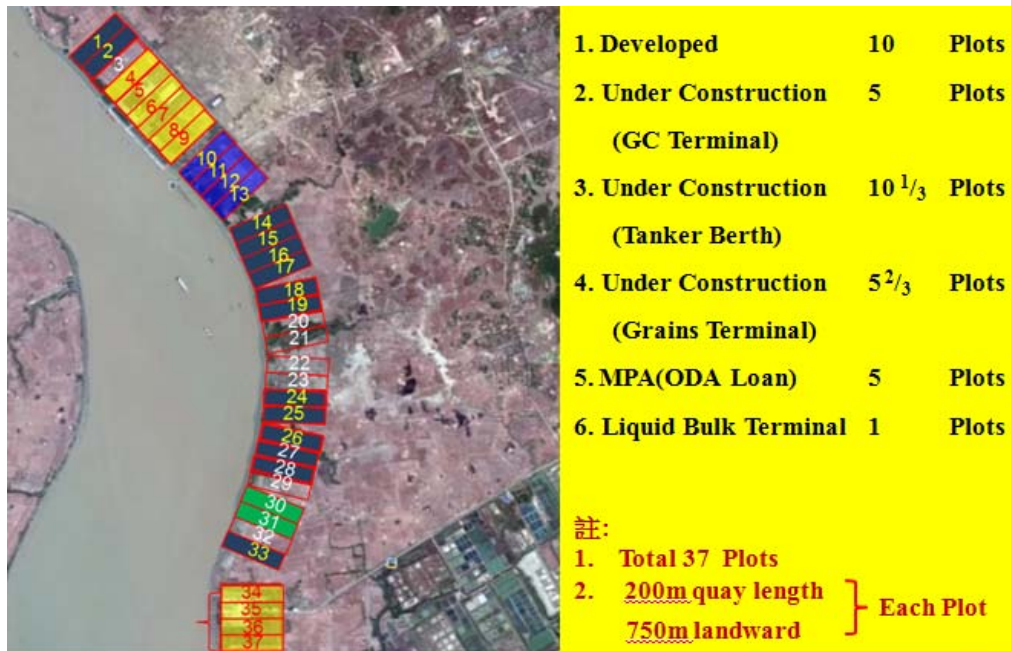 1
2
3
4
5
6
7
8
9
10
11
12
13
14
15
16
17
18
19
20
21
22
23
24
25
26
27
28
29
30
31
32
33
34
35
36
37
1. Developed 10 Plots
2. Under Construction 5 Plots
(GC Terminal)
3. Under Construction 10 1/3 Plots
(Tanker Berth)
4. Under Construction 5 2/3 Plots
(Grains Terminal)
5. MPA(ODA Loan) 5 Plots
6. Liquid Bulk Terminal 1 Plots
註:
1. Total 37 Plots
2. 200m quay length
Each Plot
750m landward